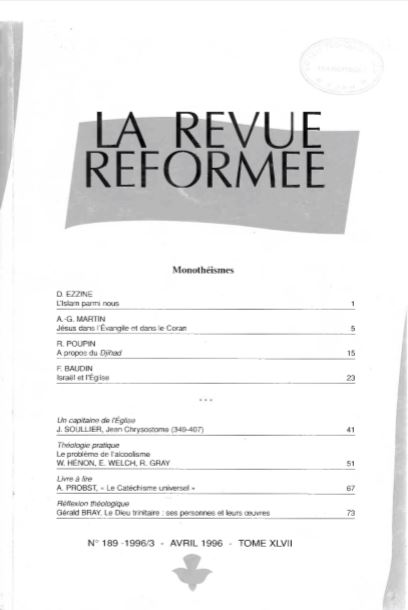 LA REVUE
REFORMEE
Monothéismes
D. EZZINE
L'Islam parmi nous 1
A.-G. MARTIN
Jésus dans l'Évangile et dans le Coran 5
R. POUPIN
A propos du Djihad 15
F. BAUDIN
Israël et l'Église 23
* * *
Un capitaine de l'Église
J. SOULLIER, Jean Chrysostome (349-407) 41
Théologie pratique
Le problème de l'alcoolisme
W. HENON, E. WELCH, R. GRAY 51
Livre à lire
A. PROBST, « Le Catéchisme universel » 67
Réflexion théologique
Gérald BRAY, Le Dieu trinitaire : ses personnes et leurs œuvres 73
N° 189 -1996/3 - AVRIL 1996 - TOME XLVII